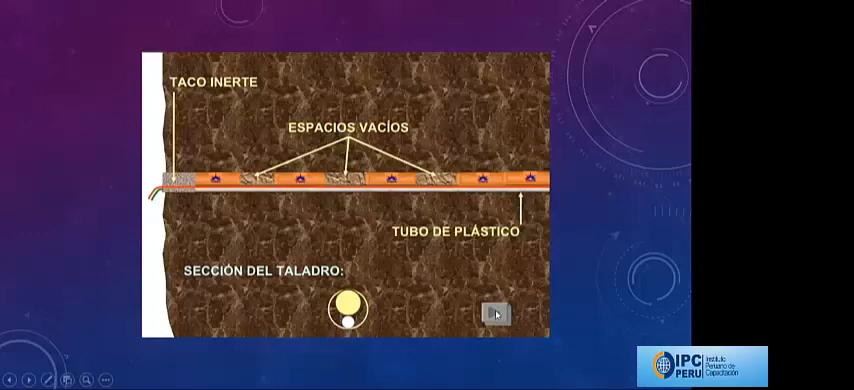 TACO INERTE
ESPACIOS VACÍOS
TUBO DE PLÁSTICO
SECCIÓN DEL TALADRO:
IPC
PERU
Instituto
Peruano de
Capacitación